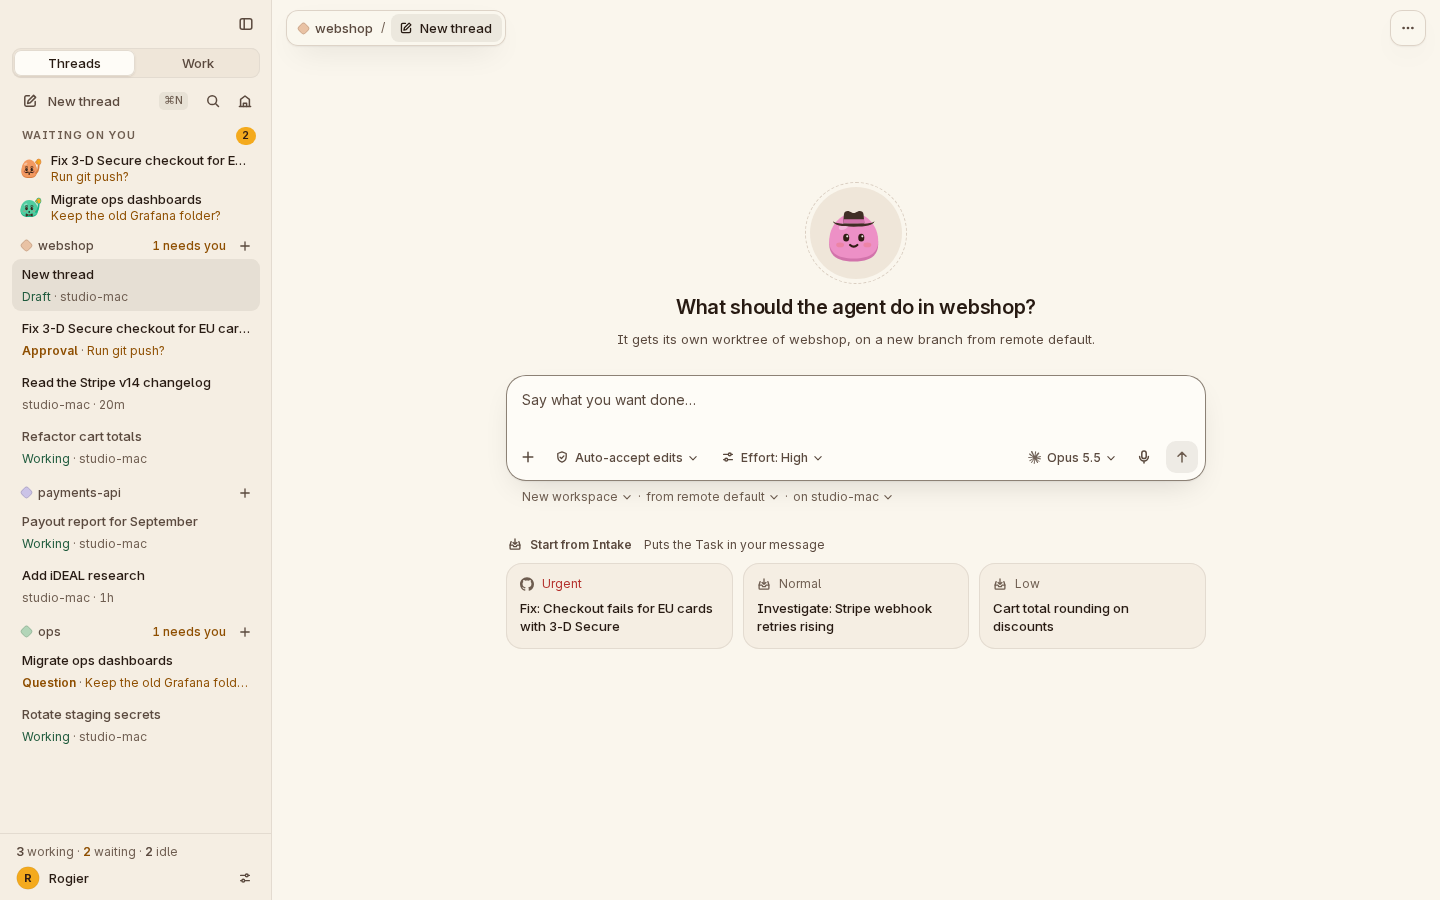 Threads
Work
New thread
⌘N
WAITING ON YOU
2
Fix 3-D Secure checkout for E…
Run git push?
Migrate ops dashboards
Keep the old Grafana folder?
webshop
1 needs you
New thread
Draft · studio-mac
Fix 3-D Secure checkout for EU car…
Approval · Run git push?
Read the Stripe v14 changelog
studio-mac · 20m
Refactor cart totals
Working · studio-mac
payments-api
Payout report for September
Working · studio-mac
Add iDEAL research
studio-mac · 1h
ops
1 needs you
Migrate ops dashboards
Question · Keep the old Grafana fold…
Rotate staging secrets
Working · studio-mac
3 working · 2 waiting · 2 idle
R
Rogier
webshop / New thread
What should the agent do in webshop?
It gets its own worktree of webshop, on a new branch from remote default.
Say what you want done…
Auto-accept edits
Effort: High
Opus 5.5
New workspace · from remote default · on studio-mac
Start from Intake Puts the Task in your message
Urgent
Fix: Checkout fails for EU cards
with 3-D Secure
Normal
Investigate: Stripe webhook
retries rising
Low
Cart total rounding on
discounts